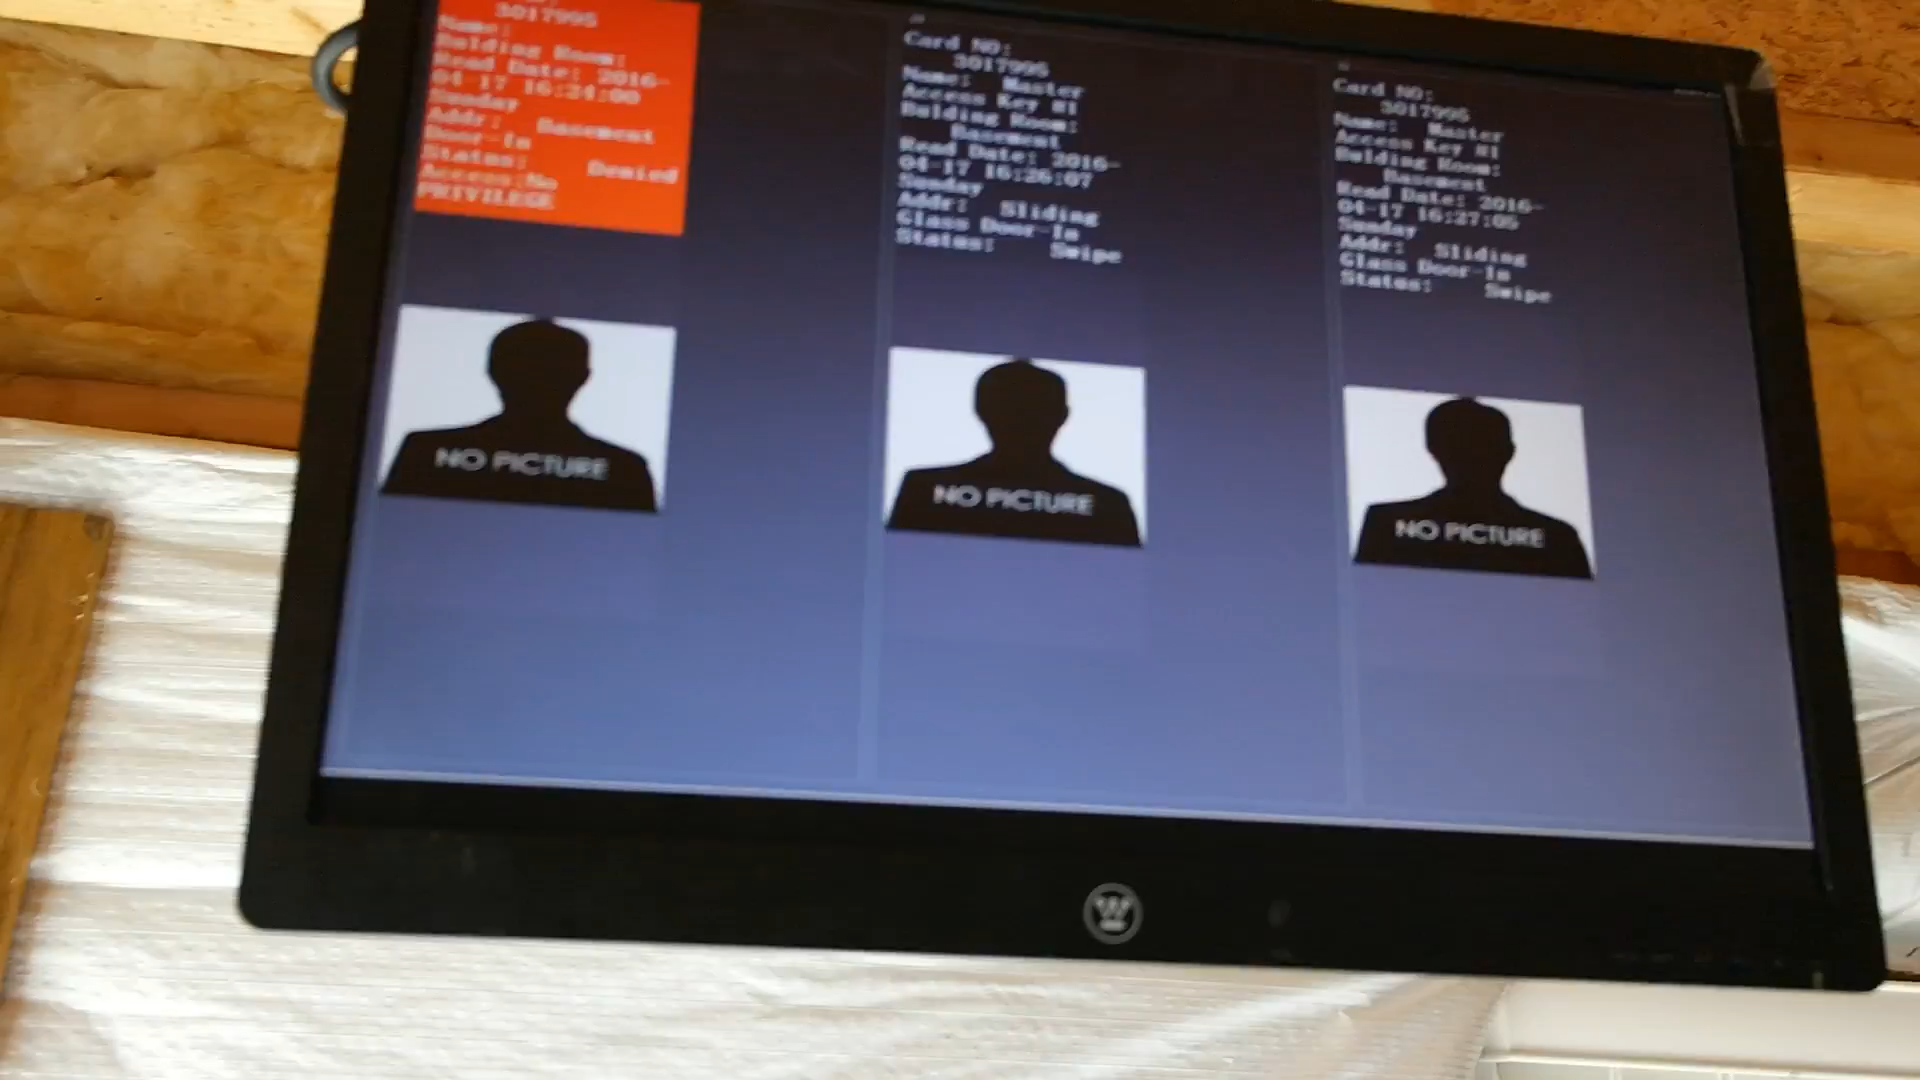 3017995
Name:
Bulding Room:
Read Date: 2016-
04-17 16:24:00
Sunday
Addr: Basement
Door-In
Status: Denied
Access:No
PRIVILEGE
NO PICTURE
Card NO:
3017995
Name: Master
Access Key #1
Bulding Room:
Basement
Read Date: 2016-
04-17 16:26:07
Sunday
Addr: Sliding
Glass Door-In
Status: Swipe
NO PICTURE
Card NO:
3017995
Name: Master
Access Key #1
Bulding Room:
Basement
Read Date: 2016-
04-17 16:27:05
Sunday
Addr: Sliding
Glass Door-In
Status: Swipe
NO PICTURE
W